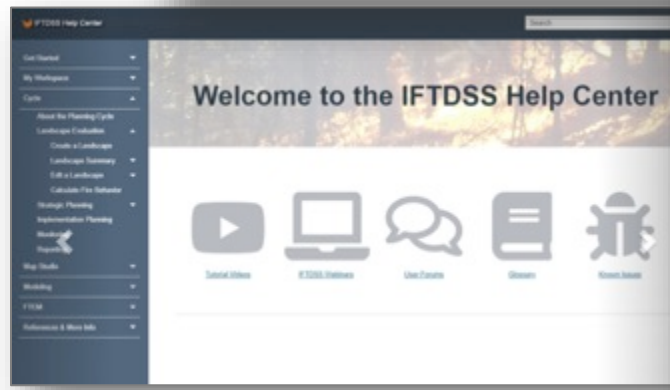 IFTDSS Help Center
Search
Get Started
My Workspace
Cycle
About the Planning Cycle
Landscape Evaluation
Create a Landscape
Landscape Summary
Edit a Landscape
Calculate Fire Behavior
Strategic Planning
Implementation Planning
Monitoring
Map Studio
Modeling
FTEM
References & More Info
Welcome to the IFTDSS Help Center
Tutorial Videos
IFTDSS Webinars
User Forums
Glossary
Known Issues